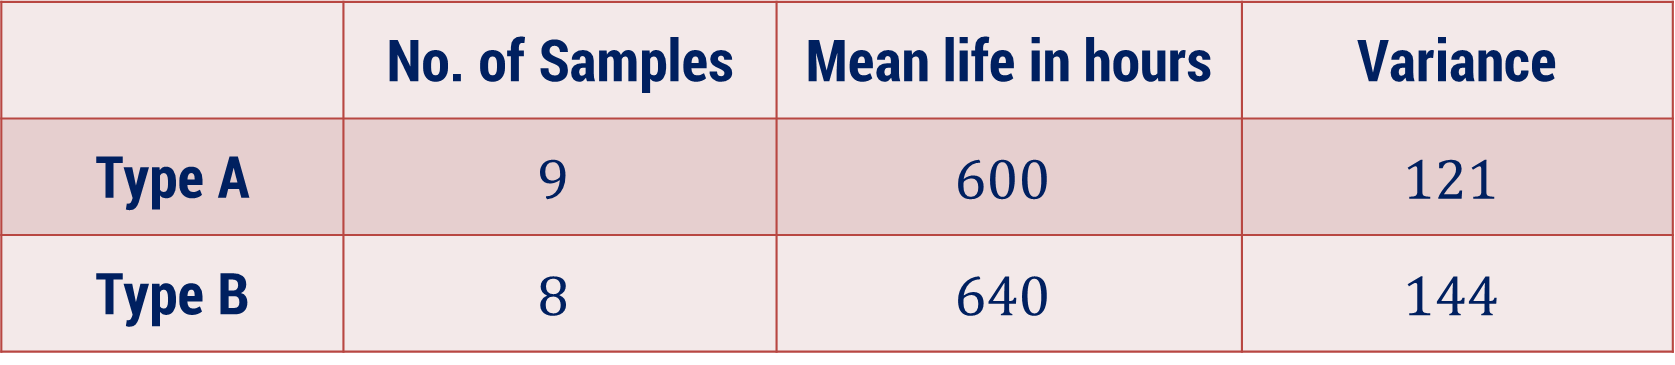 No. of Samples Mean life in hours Variance
Type A 9 600 121
Type B 8 640 144